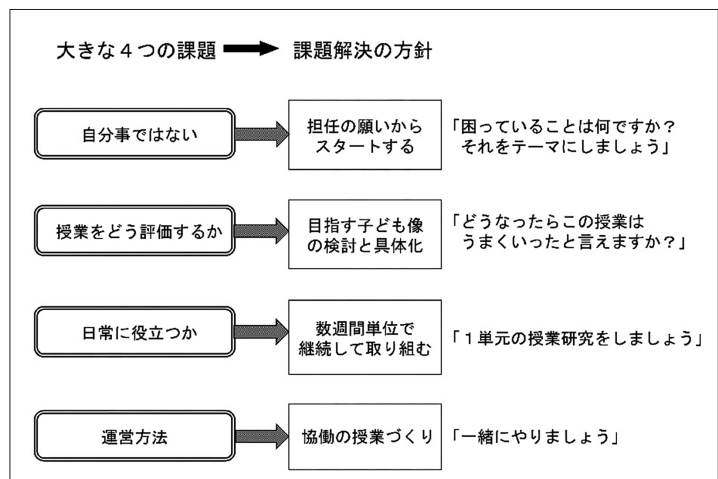 大きな4つの課題 → 課題解決の方針
自分事ではない
担任の願いから
スタートする
「困っていることは何ですか?
それをテーマにしましょう」
授業をどう評価するか
目指す子ども像
の検討と具体化
「どうなったらこの授業は
うまくいったと言えますか?」
日常に役立つか
数週間単位で
継続して取り組む
「1単元の授業研究をしましょう」
運営方法
協働の授業づくり
「一緒にやりましょう」